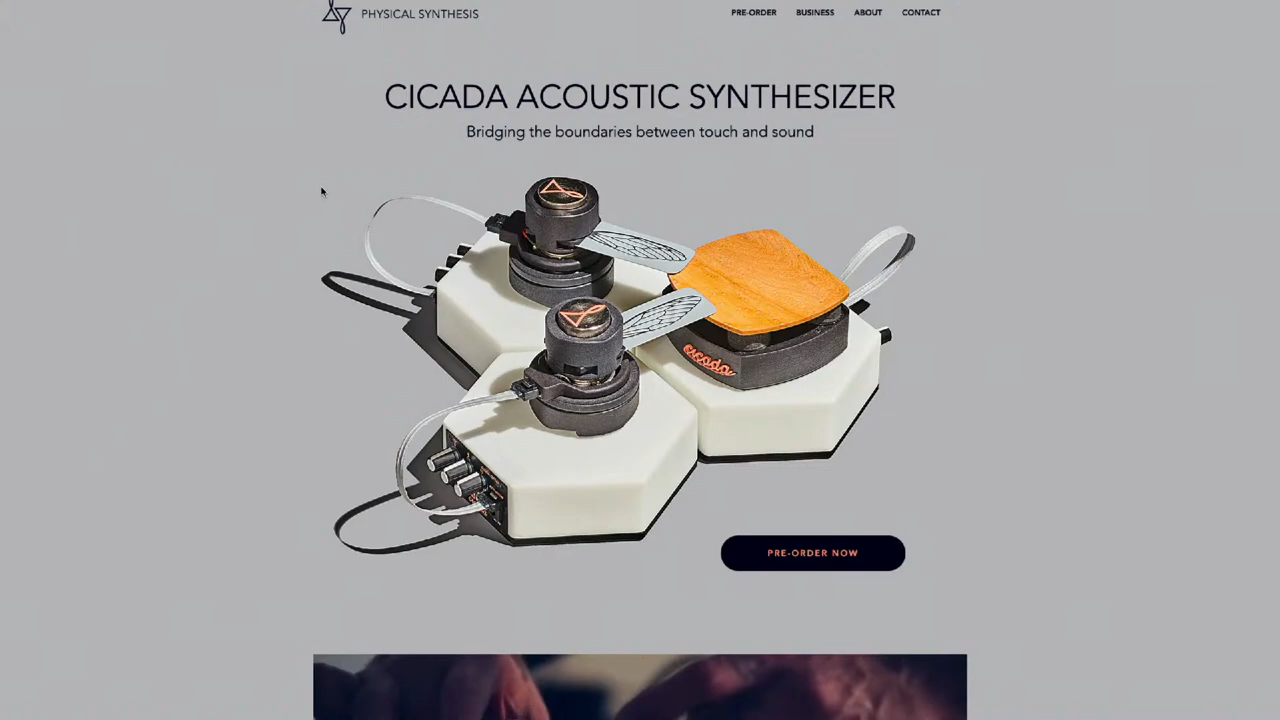 PHYSICAL SYNTHESIS
PRE-ORDER BUSINESS ABOUT CONTACT
CICADA ACOUSTIC SYNTHESIZER
Bridging the boundaries between touch and sound
cicada
PRE-ORDER NOW